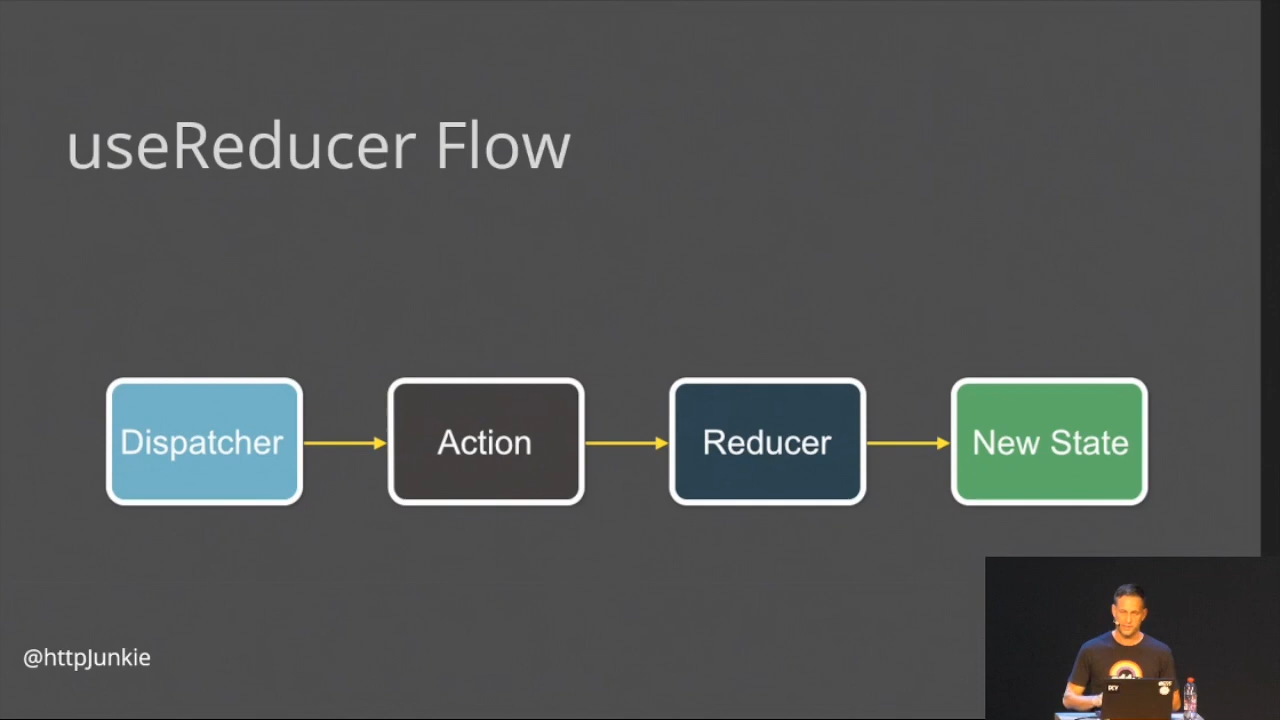 useReducer Flow
Dispatcher
Action
Reducer
New State
@httpJunkie